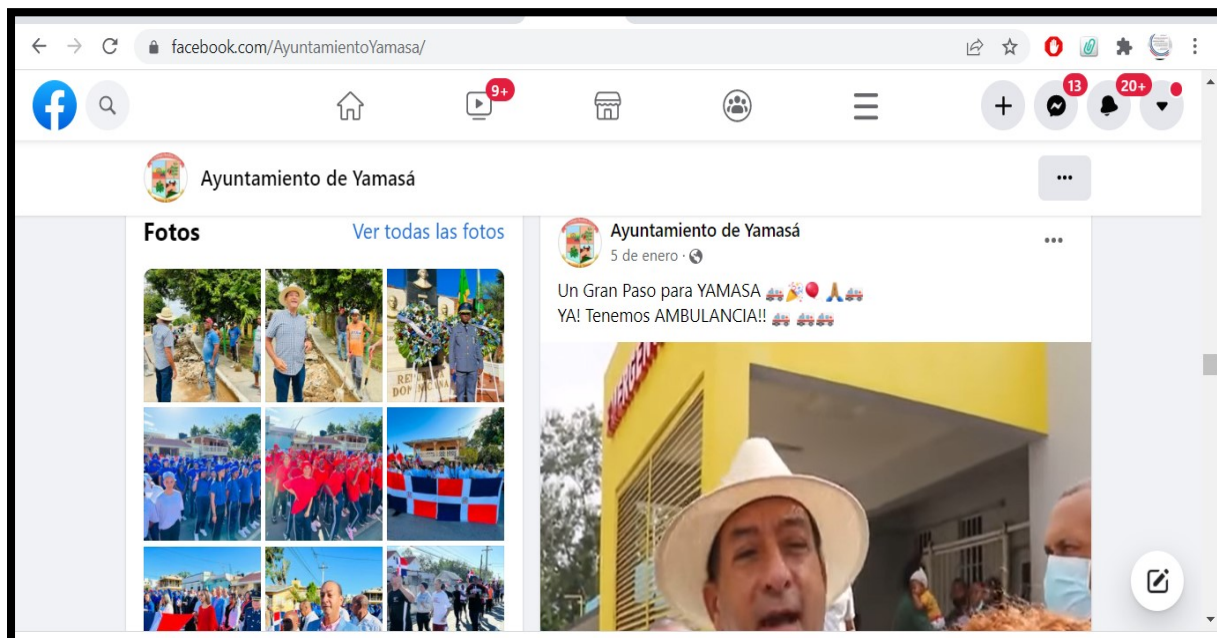 facebook.com/AyuntamientoYamasa/
9+
13
20+
Ayuntamiento de Yamasá
Fotos
Ver todas las fotos
Ayuntamiento de Yamasá
5 de enero ·
Un Gran Paso para YAMASA 🚑🎉🎈 🙏🚑
YA! Tenemos AMBULANCIA!! 🚑 🚑🚑